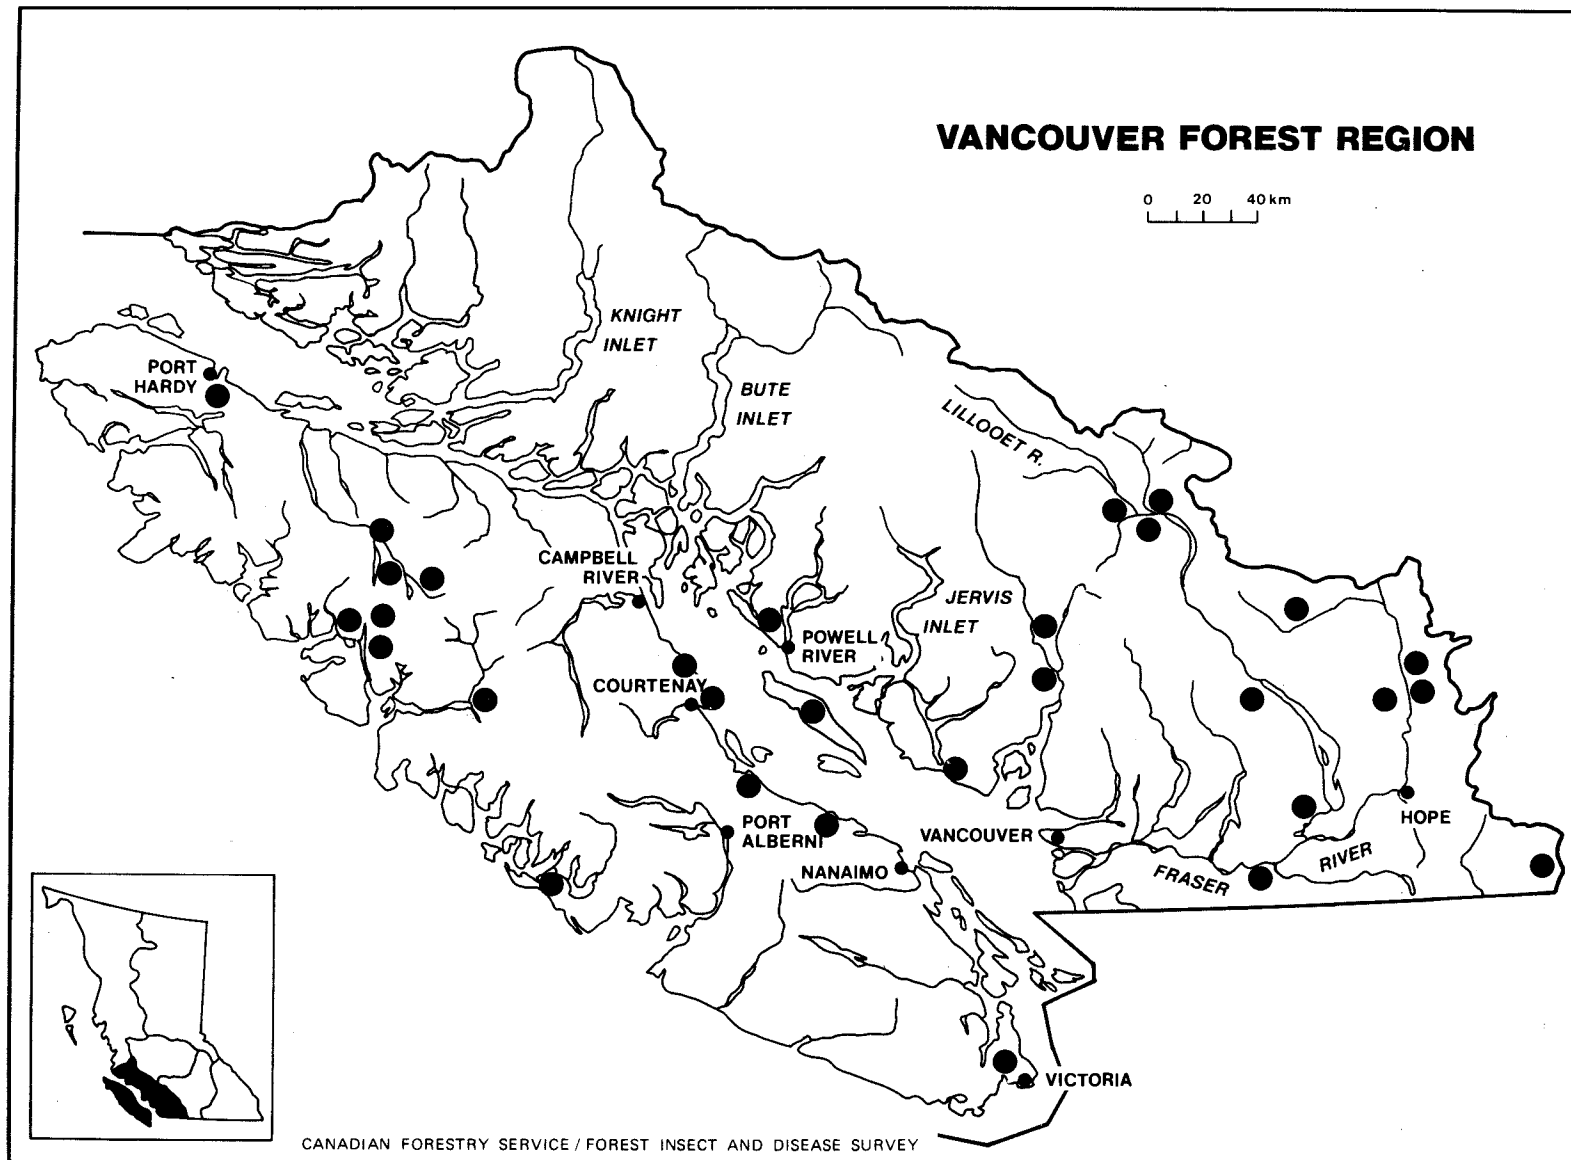 VANCOUVER FOREST REGION
0 20 40 km
KNIGHT
INLET
PORT
HARDY
BUTE
INLET
LILLOOET R.
CAMPBELL
RIVER
JERVIS
INLET
POWELL
RIVER
COURTENAY
PORT
ALBERNI
VANCOUVER
HOPE
NANAIMO
FRASER
RIVER
VICTORIA
CANADIAN FORESTRY SERVICE / FOREST INSECT AND DISEASE SURVEY